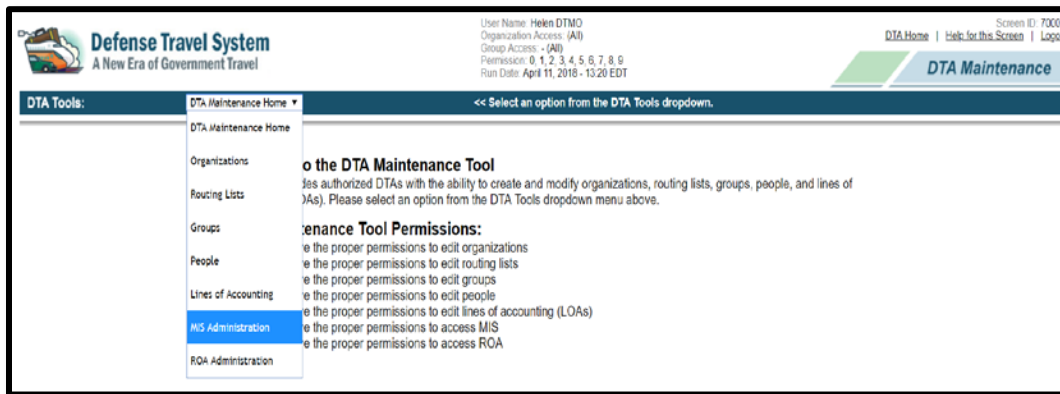 Defense Travel System
A New Era of Government Travel
User Name: Helen DTMO
Organization Access: (All)
Group Access: - (All)
Permission: 0, 1, 2, 3, 4, 5, 6, 7, 8, 9
Run Date: April 11, 2018 - 13:20 EDT
Screen ID: 7000
DTA Home | Help for this Screen | Logo
DTA Maintenance
DTA Tools:
DTA Maintenance Home
<< Select an option from the DTA Tools dropdown.
DTA Maintenance Home
Organizations
Routing Lists
Groups
People
Lines of Accounting
MIS Administration
ROA Administration
o the DTA Maintenance Tool
des authorized DTAs with the ability to create and modify organizations, routing lists, groups, people, and lines of
As). Please select an option from the DTA Tools dropdown menu above.
enance Tool Permissions:
e the proper permissions to edit organizations
e the proper permissions to edit routing lists
e the proper permissions to edit groups
e the proper permissions to edit people
e the proper permissions to edit lines of accounting (LOAs)
e the proper permissions to access MIS
e the proper permissions to access ROA